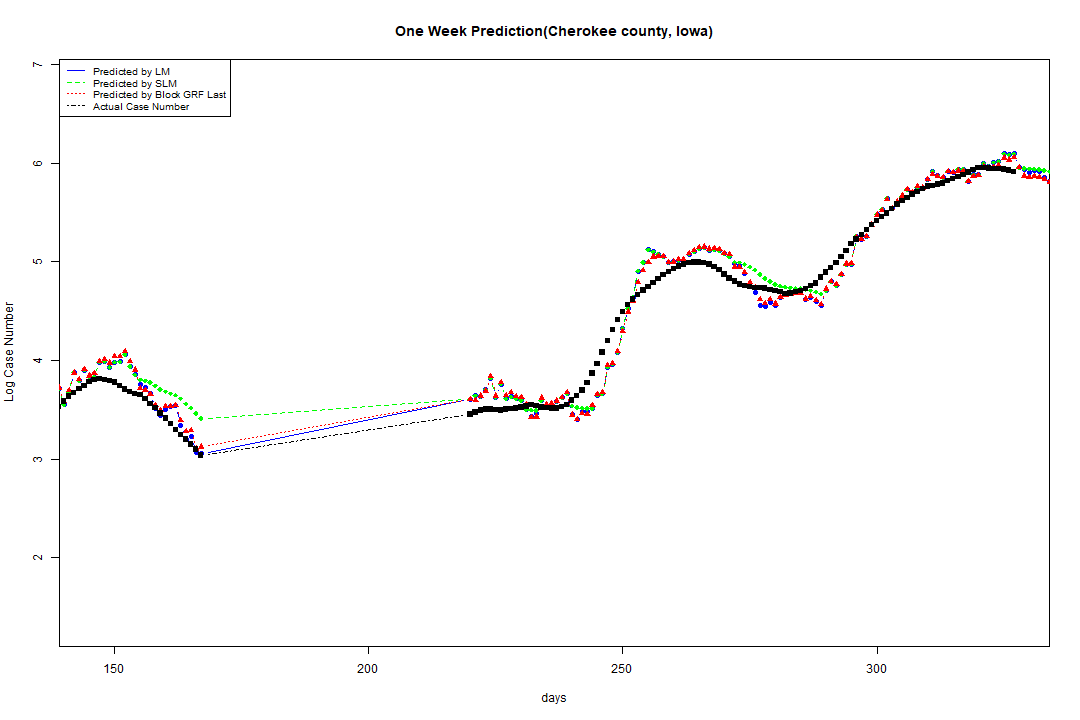 One Week Prediction(Cherokee county, Iowa)
Predicted by LM
Predicted by SLM
Predicted by Block GRF Last
Actual Case Number
7
6
5
4
3
2
Log Case Number
150 200 250 300
days